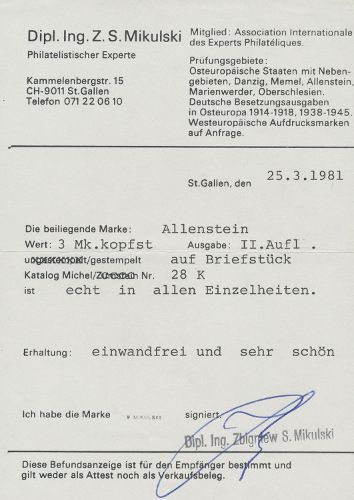 Dipl. Ing. Z. S. Mikulski
Philatelistischer Experte
Kammelenbergstr. 15
CH-9011 St. Gallen
Telefon 071 22 06 10
Mitglied: Association Internationale
des Experts Philatéliques.
Prüfungsgebiete:
Osteuropäische Staaten mit Neben-
gebieten, Danzig, Memel, Allenstein,
Marienwerder, Oberschlesien.
Deutsche Besetzungsausgaben
in Osteuropa 1914-1918, 1938-1945.
Westeuropäische Aufdrucksmarken
auf Anfrage.
St. Gallen, den 25.3.1981
Die beiliegende Marke: Allenstein
Wert: 3 Mk.kopfst Ausgabe: II.Aufl.
ungestempelt/gestempelt auf Briefstück
Katalog Michel/Zumstein Nr. 28 K
ist echt in allen Einzelheiten.
Erhaltung: einwandfrei und sehr schön
Ich habe die Marke MIKULSKI signiert.
Dipl. Ing. Zbigniew S. Mikulski
Diese Befundsanzeige ist für den Empfänger bestimmt und
gilt weder als Attest noch als Verkaufsbeleg.